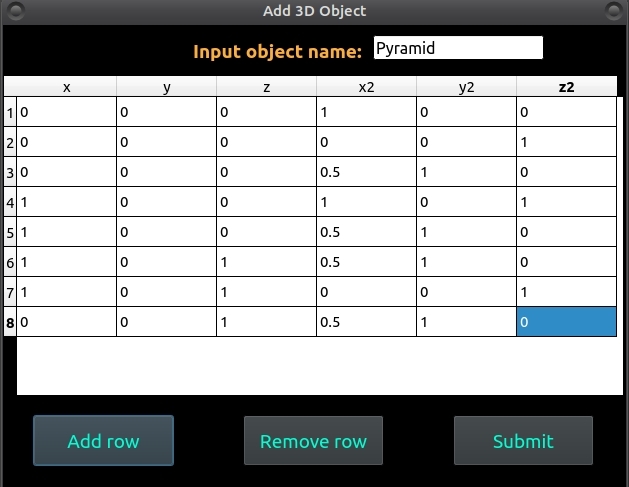 Add 3D Object
Input object name: Pyramid
x y z x2 y2 z2
1 0 0 0 1 0 0
2 0 0 0 0 0 1
3 0 0 0 0.5 1 0
4 1 0 0 1 0 1
5 1 0 0 0.5 1 0
6 1 0 1 0.5 1 0
7 1 0 1 0 0 1
8 0 0 1 0.5 1 0
Add row Remove row Submit